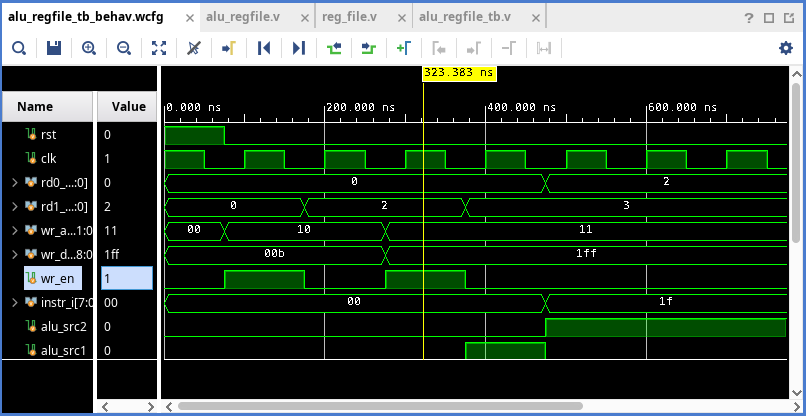 alu_regfile_tb_behav.wcfg × alu_regfile.v × reg_file.v × alu_regfile_tb.v ×
323.383 ns
Name Value 0.000 ns 200.000 ns 400.000 ns 600.000 ns
rst 0
clk 1
rd0_...:0] 0 0 2
rd1_...:0] 2 0 2 3
wr_a...1:0] 11 00 10 11
wr_d...8:0] 1ff 00b 1ff
wr_en 1
instr_i[7:0 00 00 1f
alu_src2 0
alu_src1 0